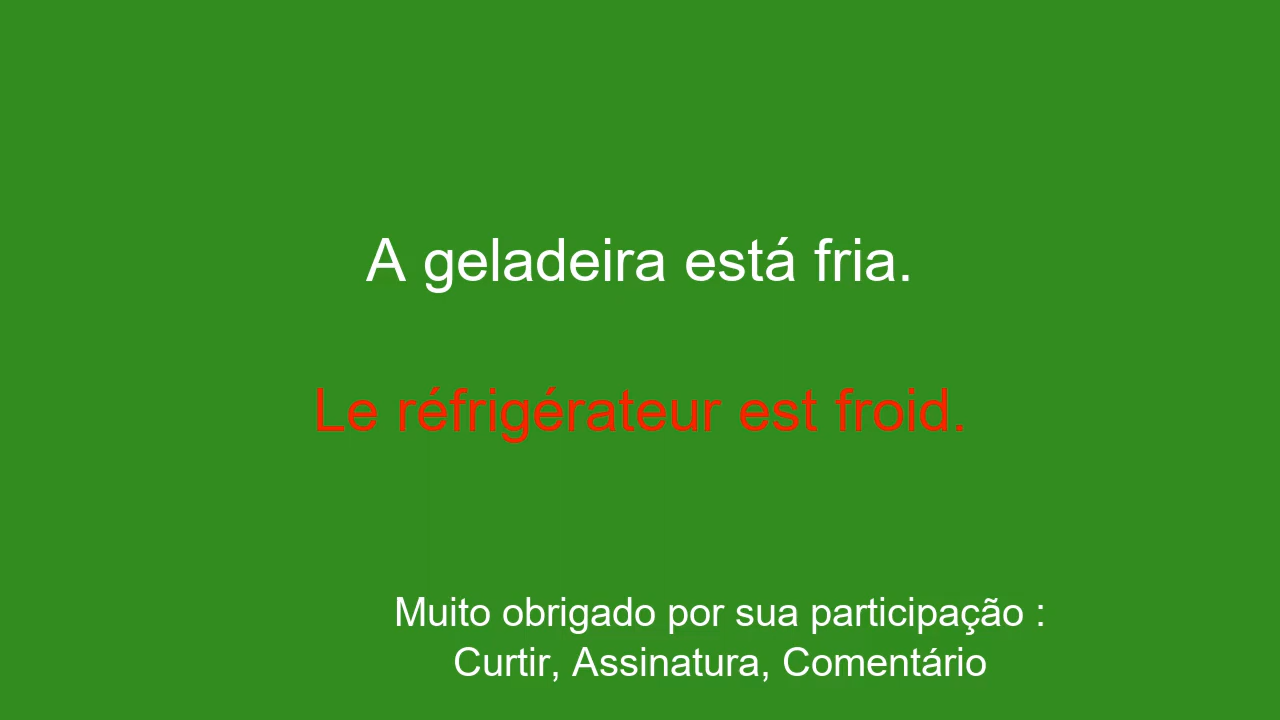 A geladeira está fria.
Le réfrigérateur est froid.
Muito obrigado por sua participação :
Curtir, Assinatura, Comentário